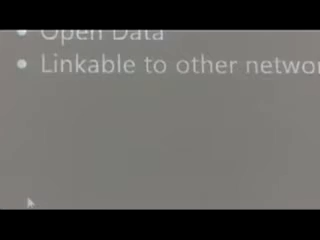 • Open Data
• Linkable to other networ